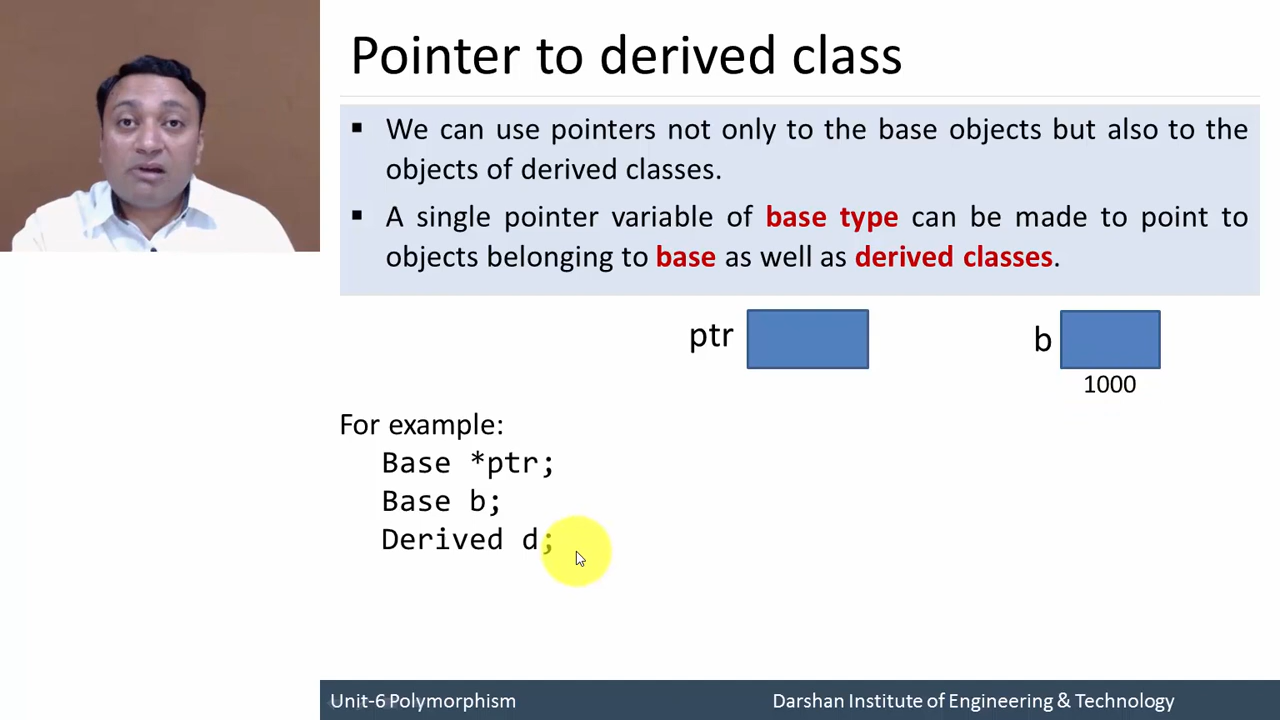 Pointer to derived class
▪ We can use pointers not only to the base objects but also to the
objects of derived classes.
▪ A single pointer variable of base type can be made to point to
objects belonging to base as well as derived classes.
ptr
b
1000
For example:
Base *ptr;
Base b;
Derived d;
Unit-6 Polymorphism
Darshan Institute of Engineering & Technology